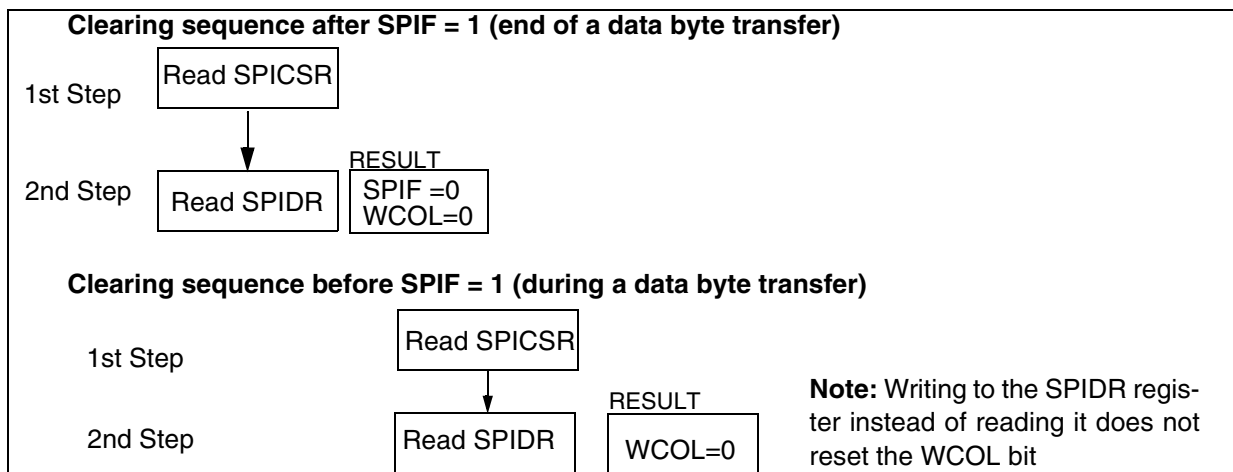 Clearing sequence after SPIF = 1 (end of a data byte transfer)
1st Step
Read SPICSR
2nd Step
Read SPIDR
RESULT
SPIF =0
WCOL=0
Clearing sequence before SPIF = 1 (during a data byte transfer)
1st Step
Read SPICSR
2nd Step
Read SPIDR
RESULT
WCOL=0
Note: Writing to the SPIDR regis-
ter instead of reading it does not
reset the WCOL bit